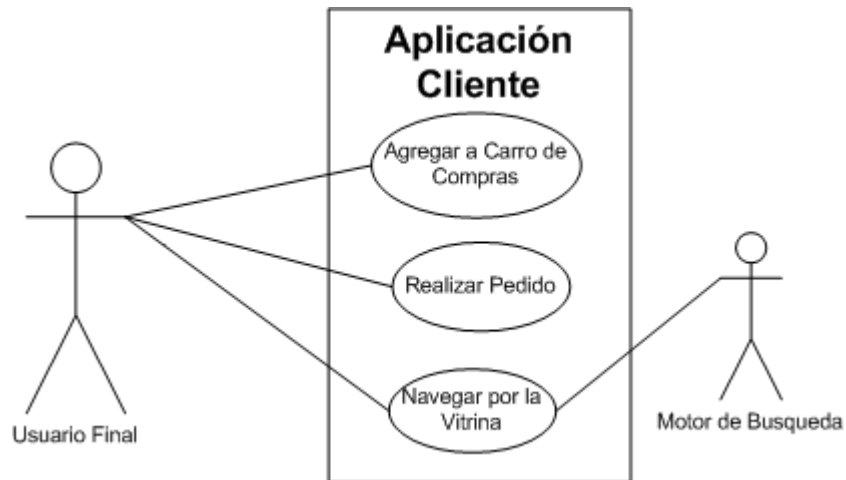 Aplicación
Cliente
Agregar a Carro de
Compras
Realizar Pedido
Navegar por la
Vitrina
Usuario Final
Motor de Busqueda